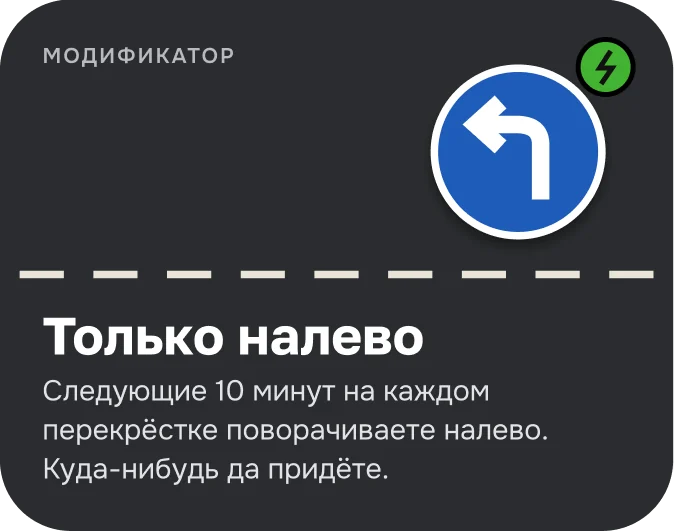 МОДИФИКАТОР
Только налево
Следующие 10 минут на каждом
перекрёстке поворачиваете налево.
Куда-нибудь да придёте.